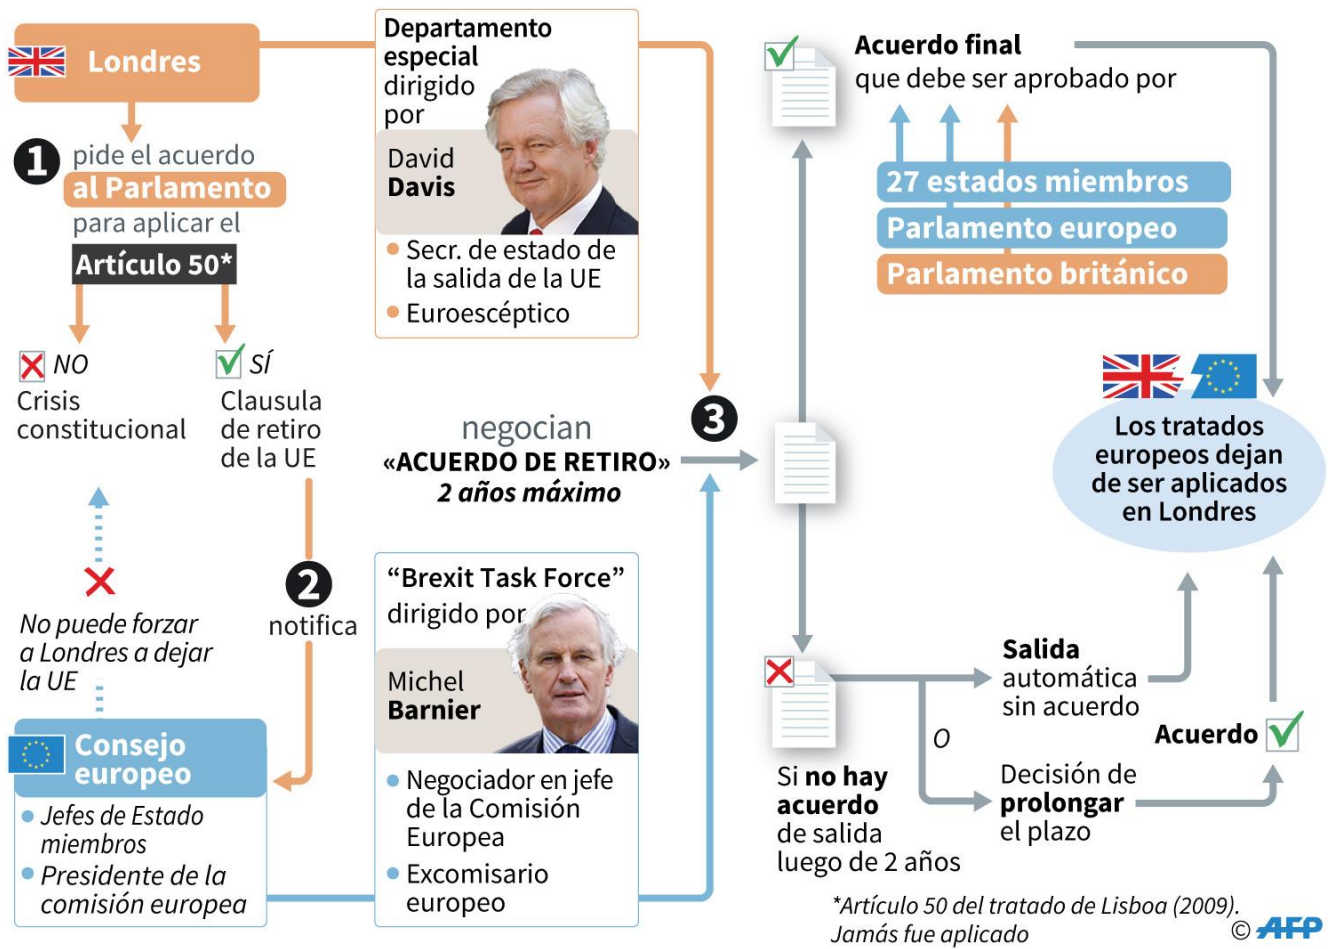 Londres
1
pide el acuerdo
al Parlamento
para aplicar el
Artículo 50*
NO
Crisis
constitucional
SÍ
Clausula
de retiro
de la UE
2
notifica
No puede forzar
a Londres a dejar
la UE
Consejo
europeo
Jefes de Estado
miembros
Presidente de la
comisión europea
Departamento
especial
dirigido
por
David
Davis
Secr. de estado de
la salida de la UE
Euroescéptico
negocian
«ACUERDO DE RETIRO»
2 años máximo
3
“Brexit Task Force”
dirigido por
Michel
Barnier
Negociador en jefe
de la Comisión
Europea
Excomisario
europeo
Acuerdo final
que debe ser aprobado por
27 estados miembros
Parlamento europeo
Parlamento británico
Los tratados
europeos dejan
de ser aplicados
en Londres
Si no hay
acuerdo
de salida
luego de 2 años
Salida
automática
sin acuerdo
O
Decisión de
prolongar
el plazo
Acuerdo
*Artículo 50 del tratado de Lisboa (2009).
Jamás fue aplicado
© AFP